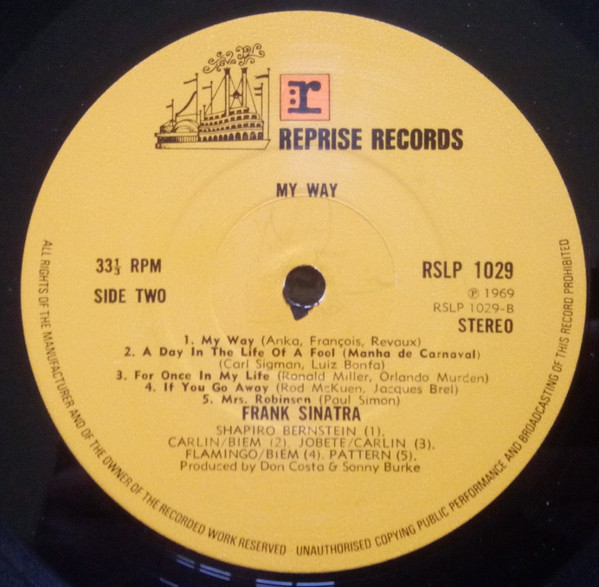 r
REPRISE RECORDS
MY WAY
33⅓ RPM
SIDE TWO
RSLP 1029
℗ 1969
RSLP 1029-B
STEREO
1. My Way (Anka, François, Revaux)
2. A Day In The Life Of A Fool (Manha de Carnaval)
(Carl Sigman, Luiz Bonfa)
3. For Once In My Life (Ronald Miller, Orlando Murden)
4. If You Go Away (Rod McKuen, Jacques Brel)
5. Mrs. Robinson (Paul Simon)
FRANK SINATRA
SHAPIRO BERNSTEIN (1).
CARLIN/BIEM (2). JOBETE/CARLIN (3).
FLAMINGO/BIEM (4). PATTERN (5).
Produced by Don Costa & Sonny Burke
ALL RIGHTS OF THE MANUFACTURER AND OF THE OWNER OF THE RECORDED WORK RESERVED UNAUTHORISED COPYING PUBLIC PERFORMANCE AND BROADCASTING OF THIS RECORD PROHIBITED